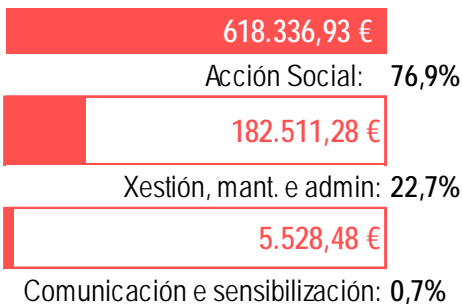 618.336,93 €
Acción Social: 76,9%
182.511,28 €
Xestión, mant. e admin: 22,7%
5.528,48 €
Comunicación e sensibilización: 0,7%